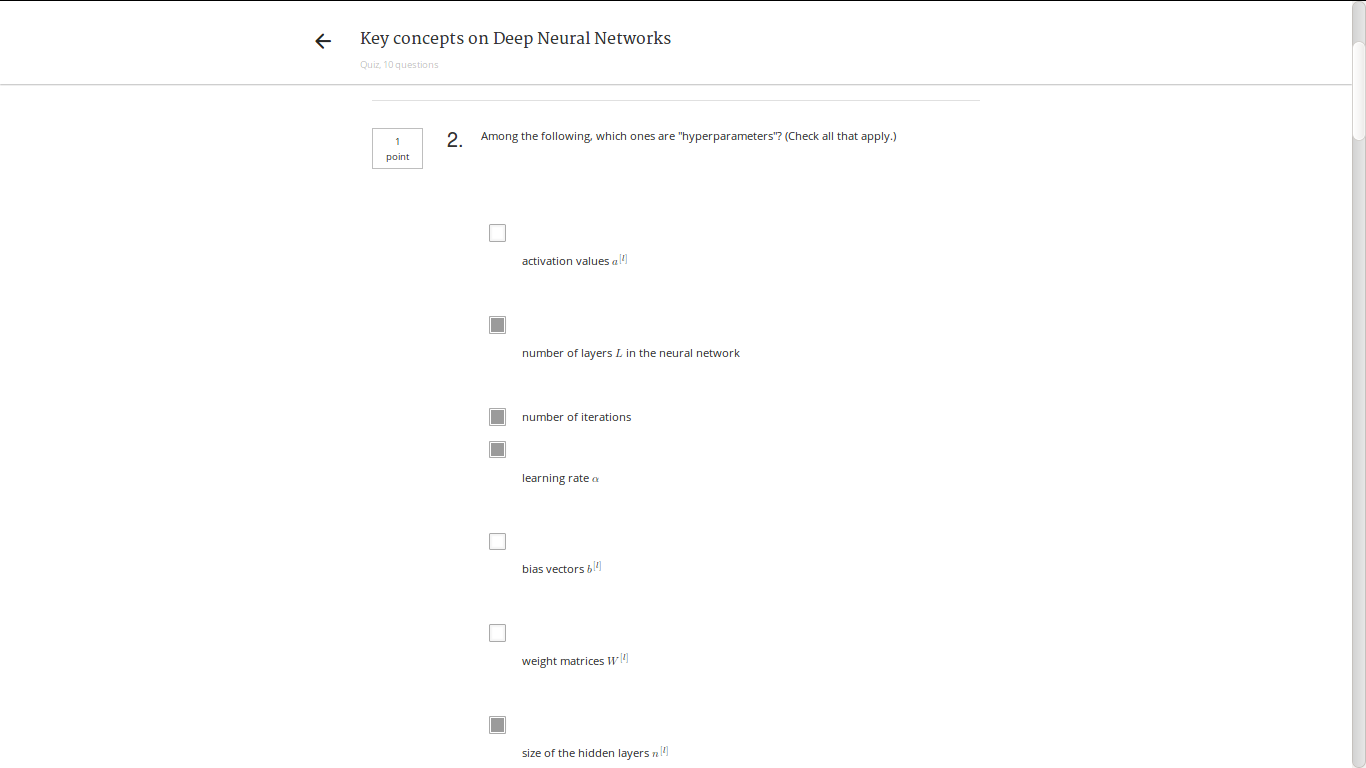 Key concepts on Deep Neural Networks
Quiz, 10 questions
1
point
2.
Among the following, which ones are "hyperparameters"? (Check all that apply.)
activation values a^[l]
number of layers L in the neural network
number of iterations
learning rate α
bias vectors b^[l]
weight matrices W^[l]
size of the hidden layers n^[l]